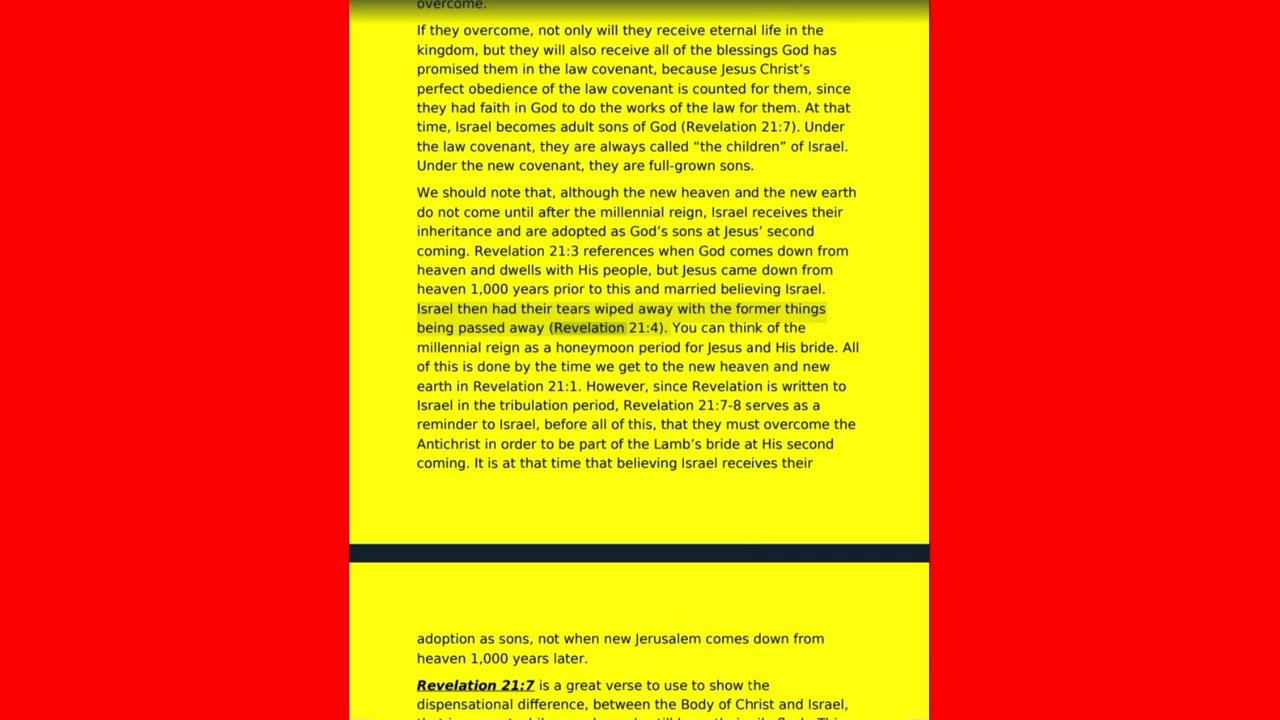 overcome.
If they overcome, not only will they receive eternal life in the
kingdom, but they will also receive all of the blessings God has
promised them in the law covenant, because Jesus Christ’s
perfect obedience of the law covenant is counted for them, since
they had faith in God to do the works of the law for them. At that
time, Israel becomes adult sons of God (Revelation 21:7). Under
the law covenant, they are always called “the children” of Israel.
Under the new covenant, they are full-grown sons.
We should note that, although the new heaven and the new earth
do not come until after the millennial reign, Israel receives their
inheritance and are adopted as God’s sons at Jesus’ second
coming. Revelation 21:3 references when God comes down from
heaven and dwells with His people, but Jesus came down from
heaven 1,000 years prior to this and married believing Israel.
Israel then had their tears wiped away with the former things
being passed away (Revelation 21:4). You can think of the
millennial reign as a honeymoon period for Jesus and His bride. All
of this is done by the time we get to the new heaven and new
earth in Revelation 21:1. However, since Revelation is written to
Israel in the tribulation period, Revelation 21:7-8 serves as a
reminder to Israel, before all of this, that they must overcome the
Antichrist in order to be part of the Lamb’s bride at His second
coming. It is at that time that believing Israel receives their
adoption as sons, not when new Jerusalem comes down from
heaven 1,000 years later.
Revelation 21:7 is a great verse to use to show the
dispensational difference, between the Body of Christ and Israel,